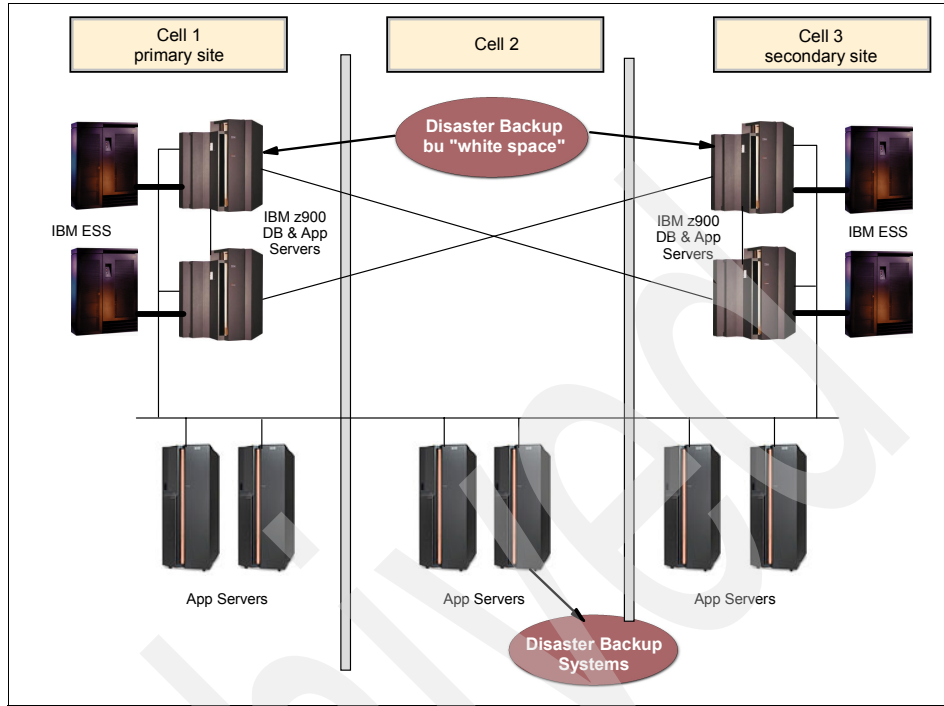 Cell 1
primary site
Cell 2
Cell 3
secondary site
Disaster Backup
bu "white space"
IBM ESS
IBM z900
DB & App
Servers
IBM z900
DB & App
Servers
IBM ESS
App Servers
App Servers
App Servers
Disaster Backup
Systems